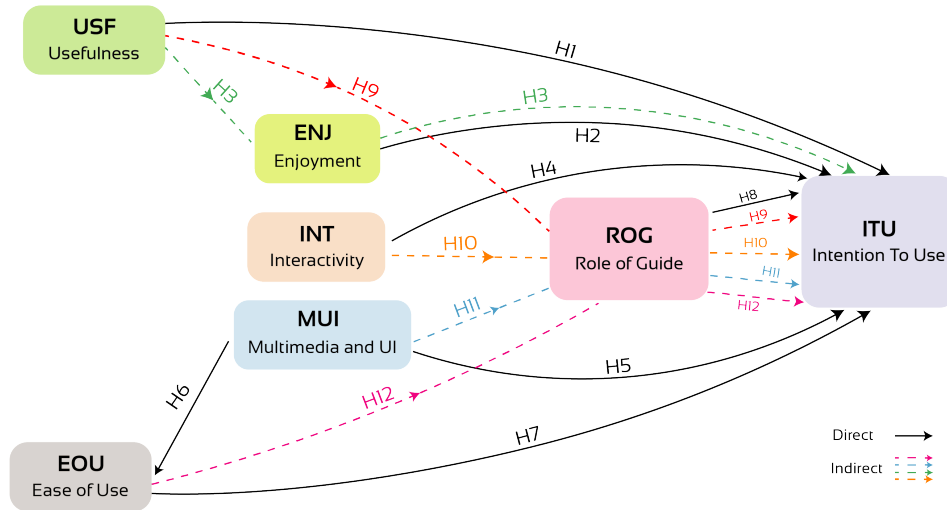 USF
Usefulness
H1
H3
H9
ENJ
Enjoyment
H3
H2
H4
INT
Interactivity
H10
ROG
Role of Guide
H8
H9
H10
H11
H12
ITU
Intention To Use
MUI
Multimedia and UI
H11
H5
H6
H12
H7
EOU
Ease of Use
Direct
Indirect